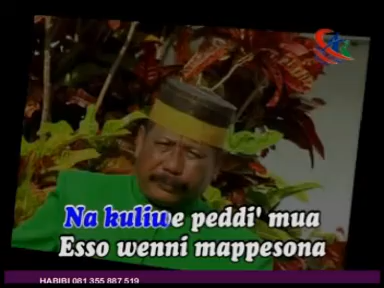 Na kuliwe peddi' mua
Esso wenni mappesona
HABIBI 081 355 887 519